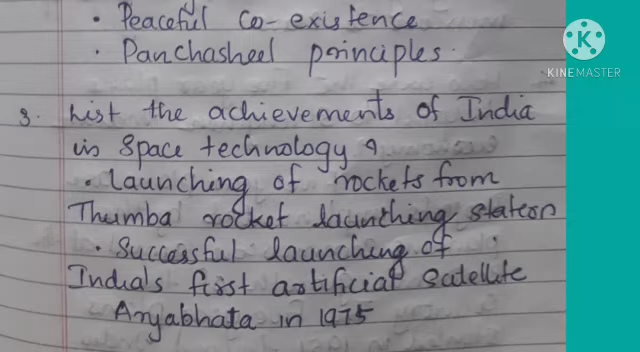 • Peaceful co-existence
• Panchasheel principles.
3. List the achievements of India
in Space technology ?
• Launching of rockets from
Thumba rocket launching station
• Successful launching of
India's first artificial satellite
Aryabhata in 1975
K
KINEMASTER